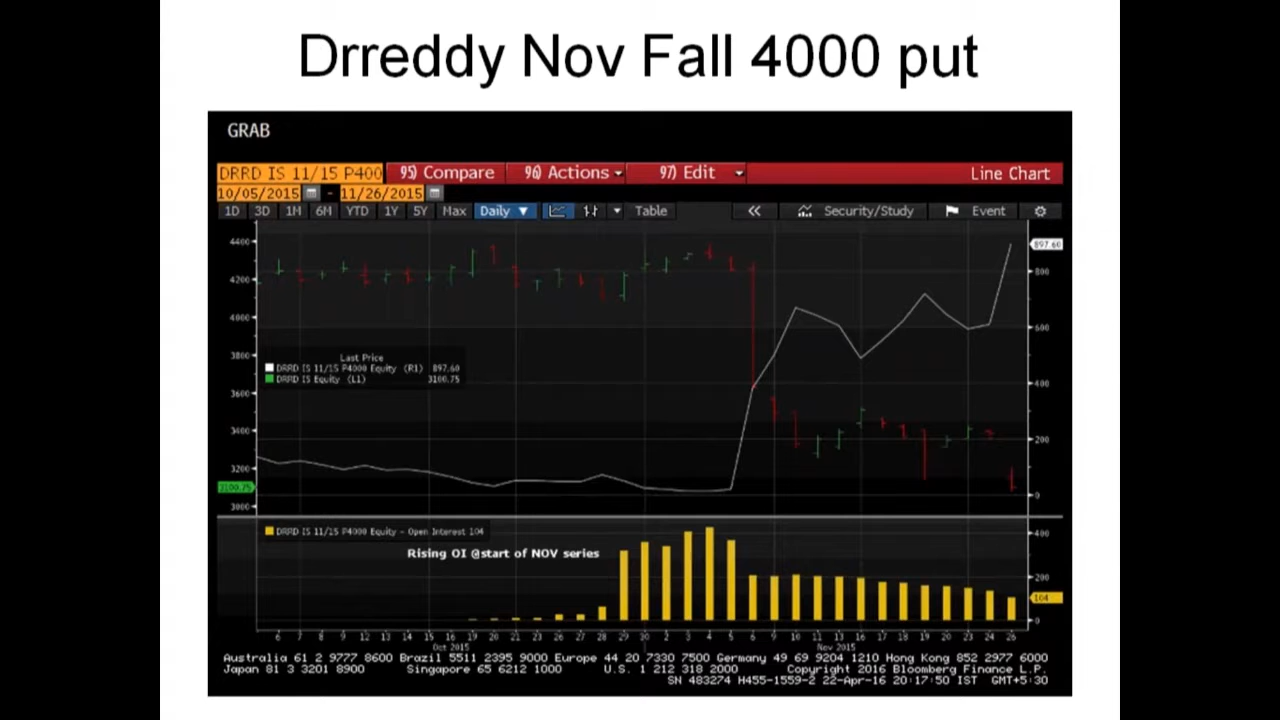 Drreddy Nov Fall 4000 put
GRAB
DRRD IS 11/15 P400 95) Compare 96) Actions 97) Edit Line Chart
10/05/2015 - 11/26/2015
1D 3D 1M 6M YTD 1Y 5Y Max Daily ▼ Table « Security/Study Event
4400
4200
4000
3800
3600
3400
3200
3100.75
3000
897.60
800
600
400
200
0
Last Price
DRRD IS 11/15 P4000 Equity (R1) 897.60
DRRD IS Equity (L1) 3100.75
DRRD IS 11/15 P4000 Equity - Open Interest 104
Rising OI @start of NOV series
400
200
104
0
6 7 8 9 12 13 14 15 16 19 20 21 23 26 27 28 29 30 2 3 4 5 6 9 10 11 13 16 17 18 19 20 23 24 26
Oct 2015 Nov 2015
Australia 61 2 9777 8600 Brazil 5511 2395 9000 Europe 44 20 7330 7500 Germany 49 69 9204 1210 Hong Kong 852 2977 6000
Japan 81 3 3201 8900 Singapore 65 6212 1000 U.S. 1 212 318 2000 Copyright 2016 Bloomberg Finance L.P.
SN 483274 H455-1559-2 22-Apr-16 20:17:50 IST GMT+5:30